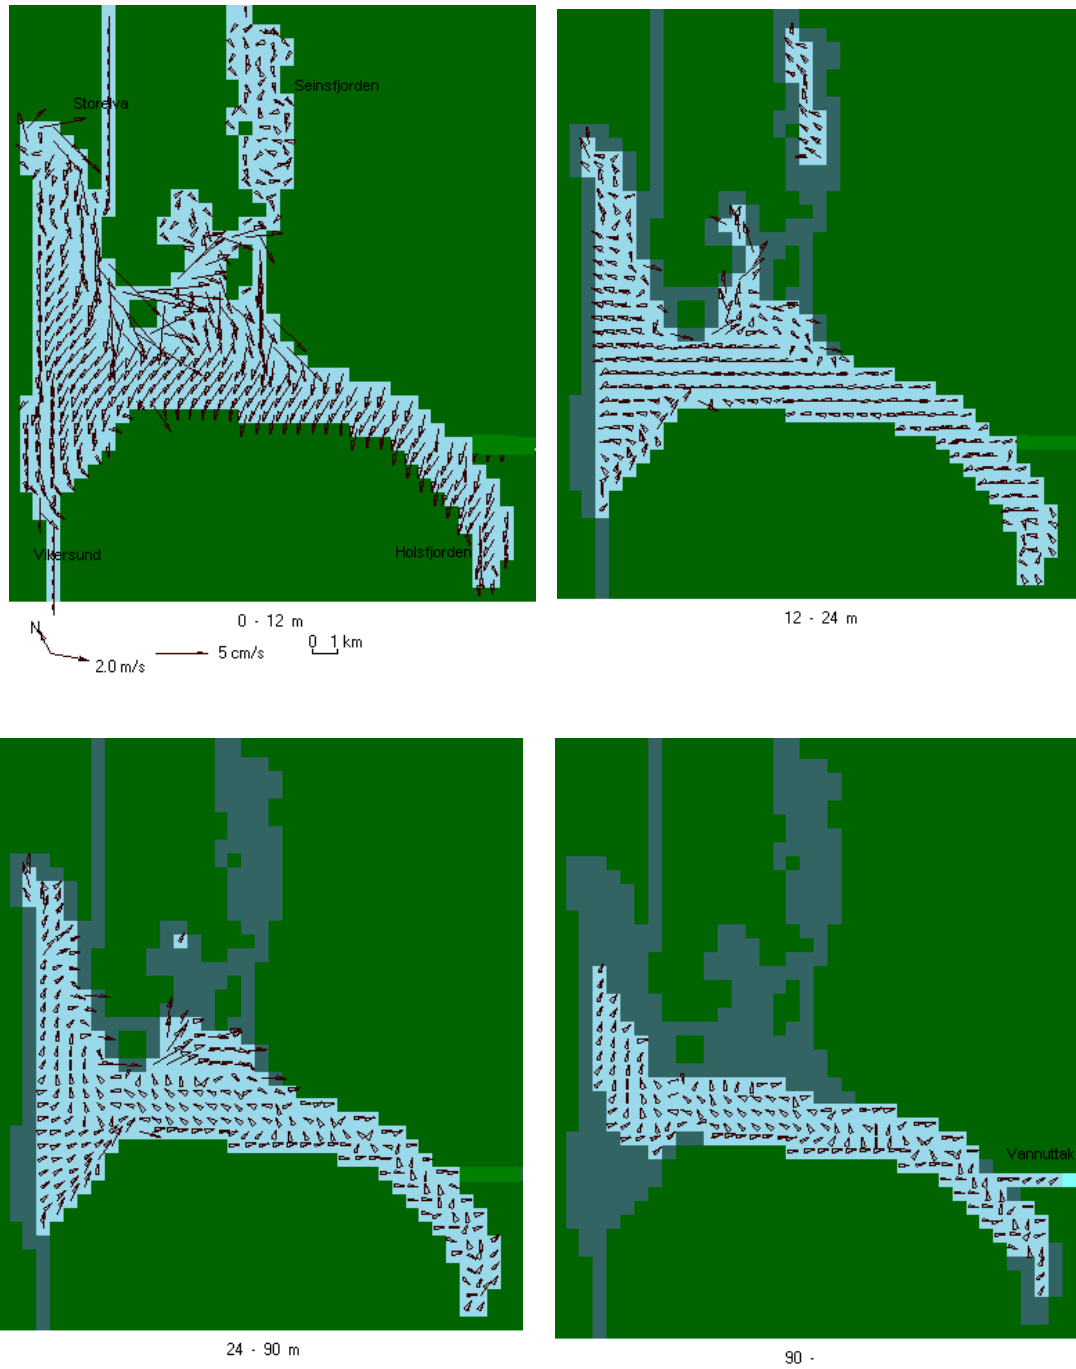 Seinsfjorden
Storelva
Vikersund
Holsfjorden
0 - 12 m
12 - 24 m
N
2.0 m/s
5 cm/s
0 1 km
Vannuttak
24 - 90 m
90 -